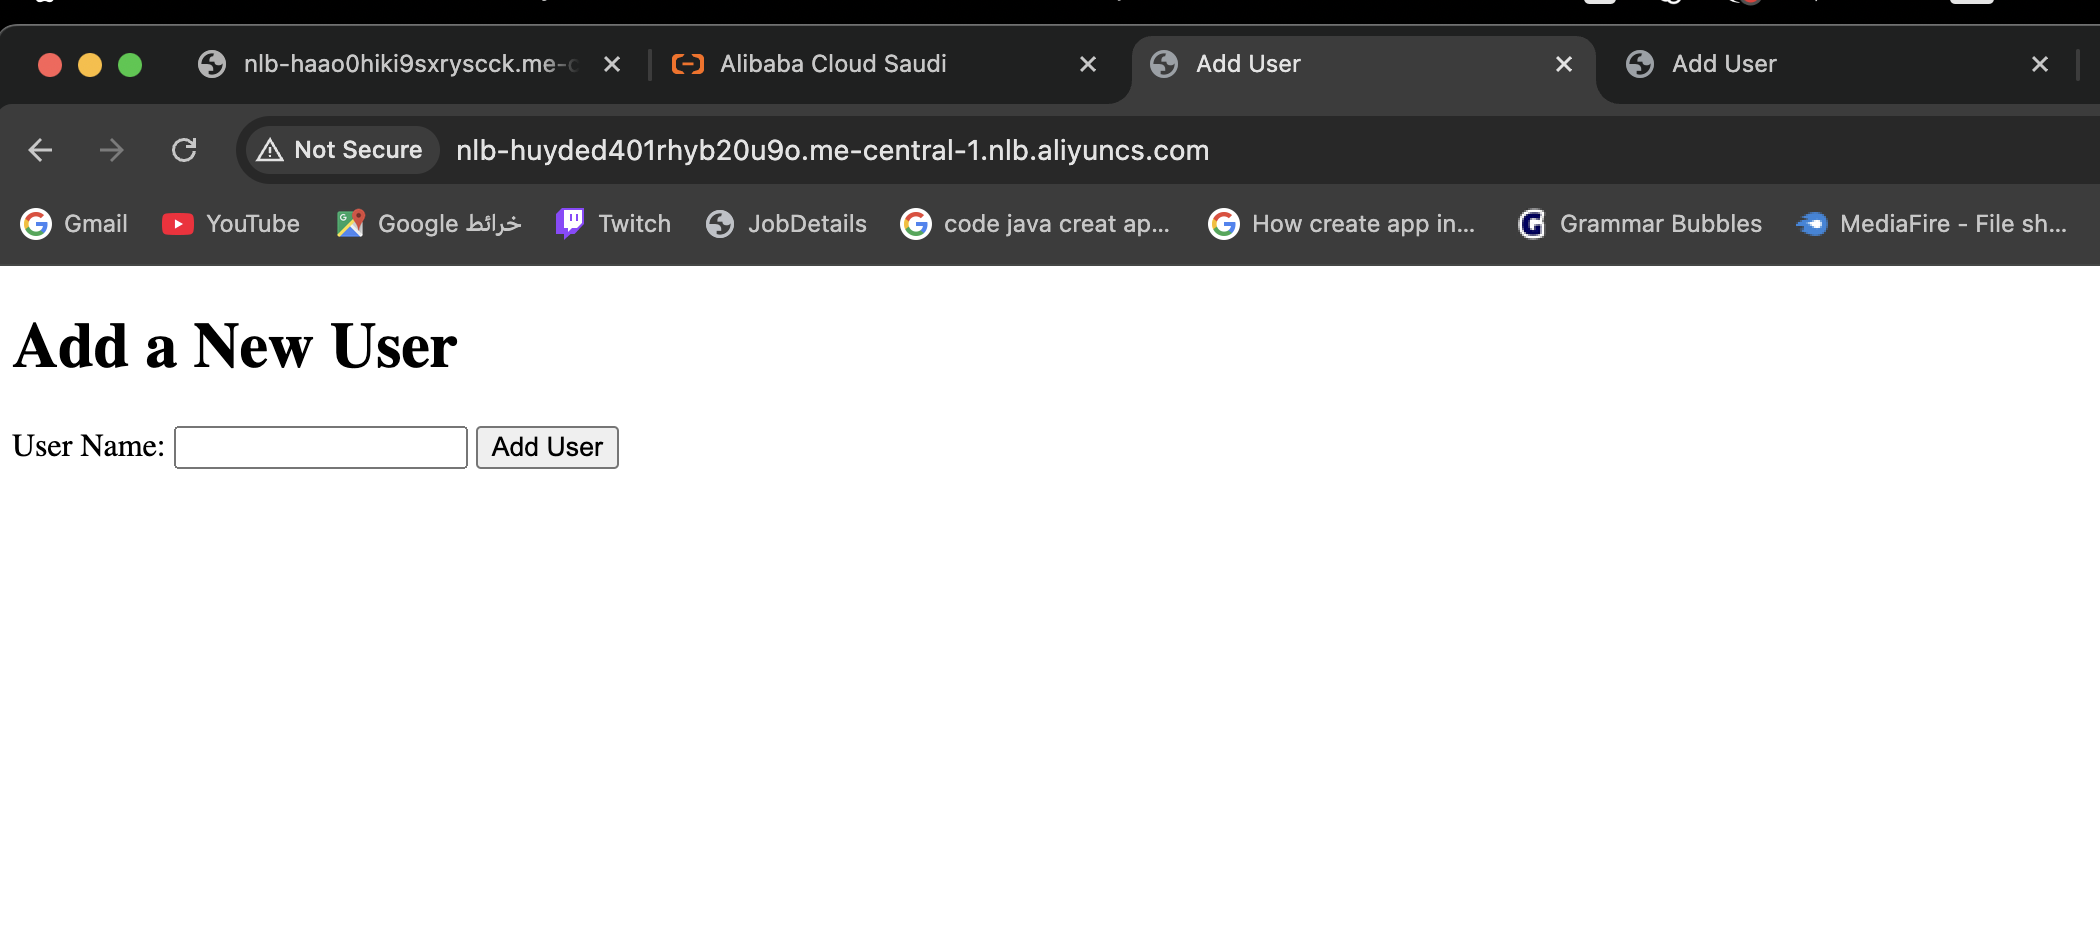 nlb-haao0hiki9sxryscck.me-c
Alibaba Cloud Saudi
Add User
Add User
Not Secure
nlb-huyded401rhyb20u9o.me-central-1.nlb.aliyuncs.com
Gmail
YouTube
Google خرائط
Twitch
JobDetails
code java creat ap...
How create app in...
Grammar Bubbles
MediaFire - File sh...
Add a New User
User Name:
Add User